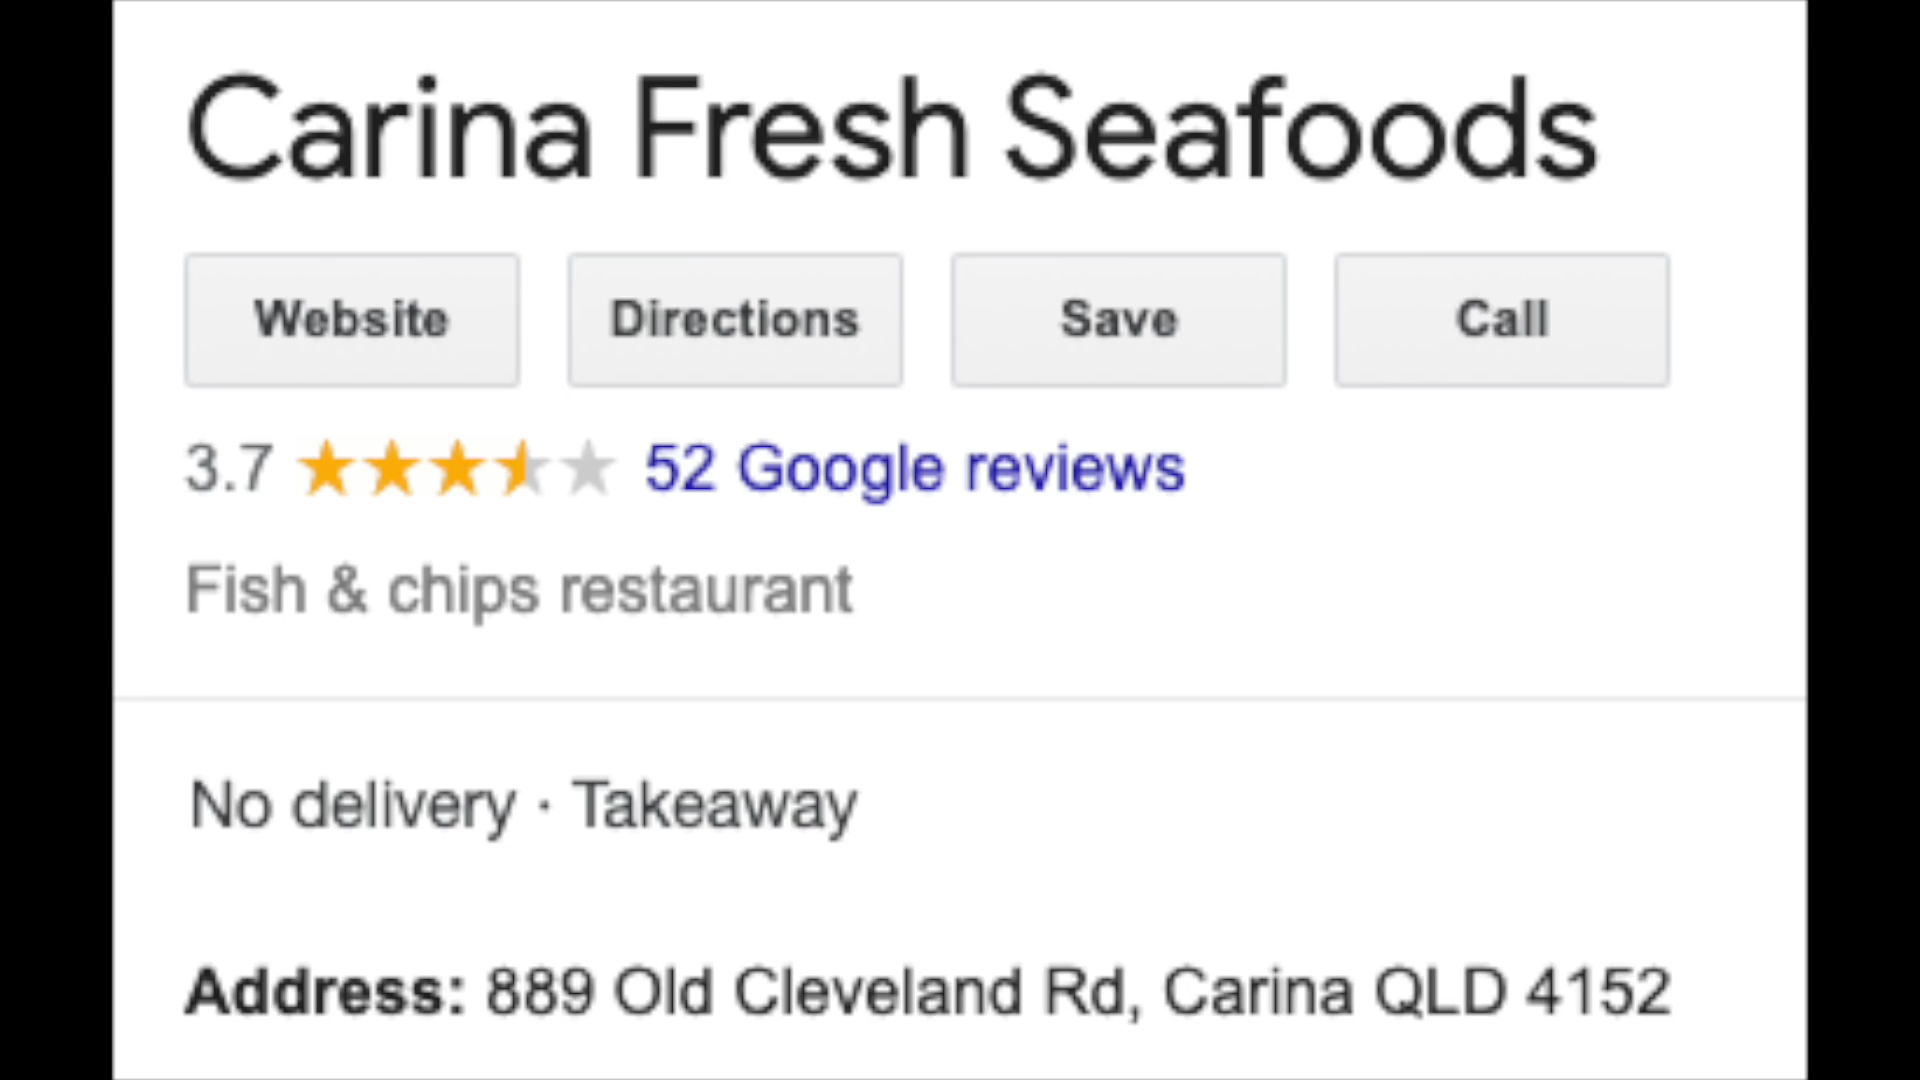 Carina Fresh Seafoods
Website Directions Save Call
3.7 52 Google reviews
Fish & chips restaurant
No delivery · Takeaway
Address: 889 Old Cleveland Rd, Carina QLD 4152